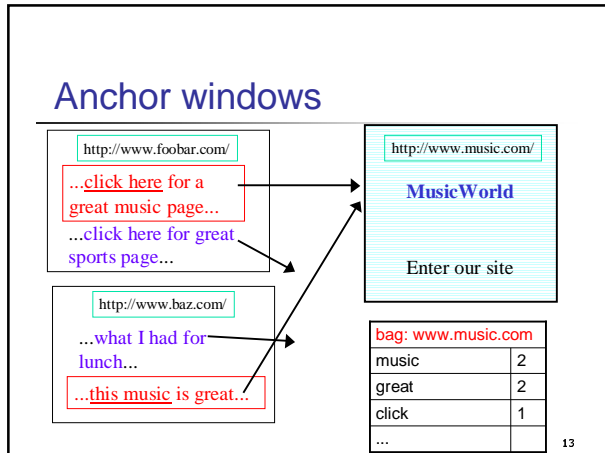 Anchor windows
http://www.foobar.com/
...click here for a
great music page...
...click here for great
sports page...
http://www.baz.com/
...what I had for
lunch...
...this music is great...
http://www.music.com/
MusicWorld
Enter our site
bag: www.music.com
music 2
great 2
click 1
...
13